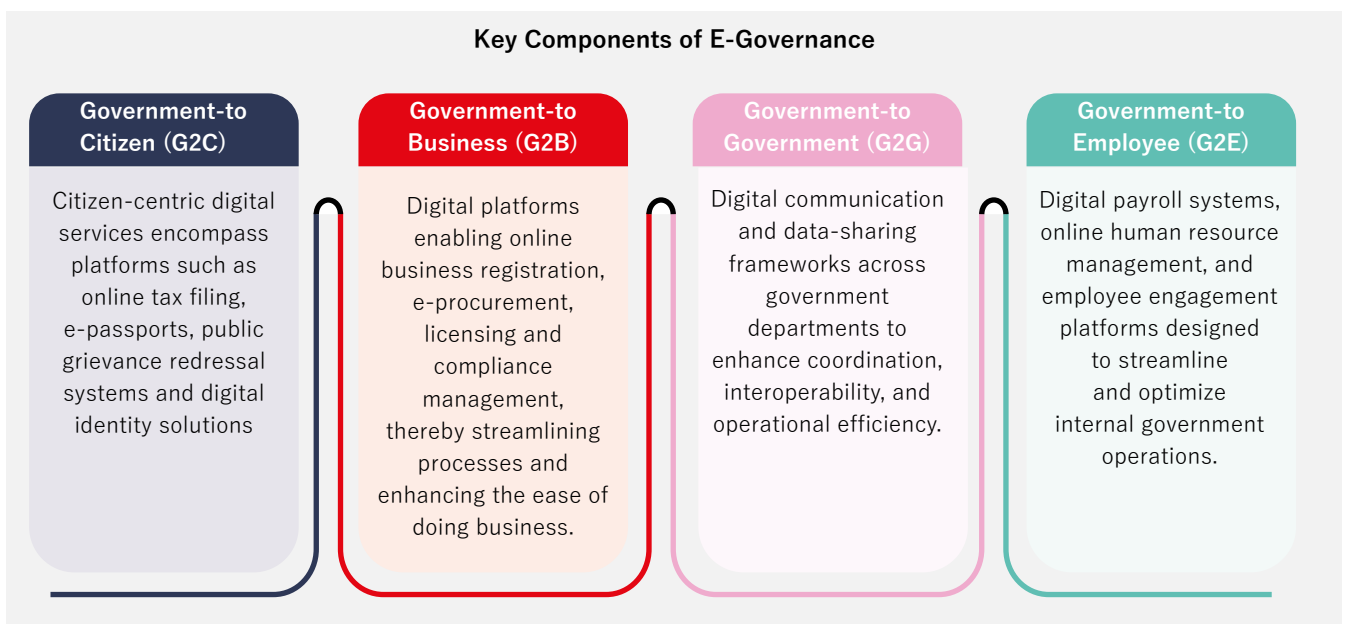 Key Components of E-Governance
Government-to
Citizen (G2C)
Citizen-centric digital
services encompass
platforms such as
online tax filing,
e-passports, public
grievance redressal
systems and digital
identity solutions
Government-to
Business (G2B)
Digital platforms
enabling online
business registration,
e-procurement,
licensing and
compliance
management,
thereby streamlining
processes and
enhancing the ease of
doing business.
Government-to
Government (G2G)
Digital communication
and data-sharing
frameworks across
government
departments to
enhance coordination,
interoperability, and
operational efficiency.
Government-to
Employee (G2E)
Digital payroll systems,
online human resource
management, and
employee engagement
platforms designed
to streamline
and optimize
internal government
operations.